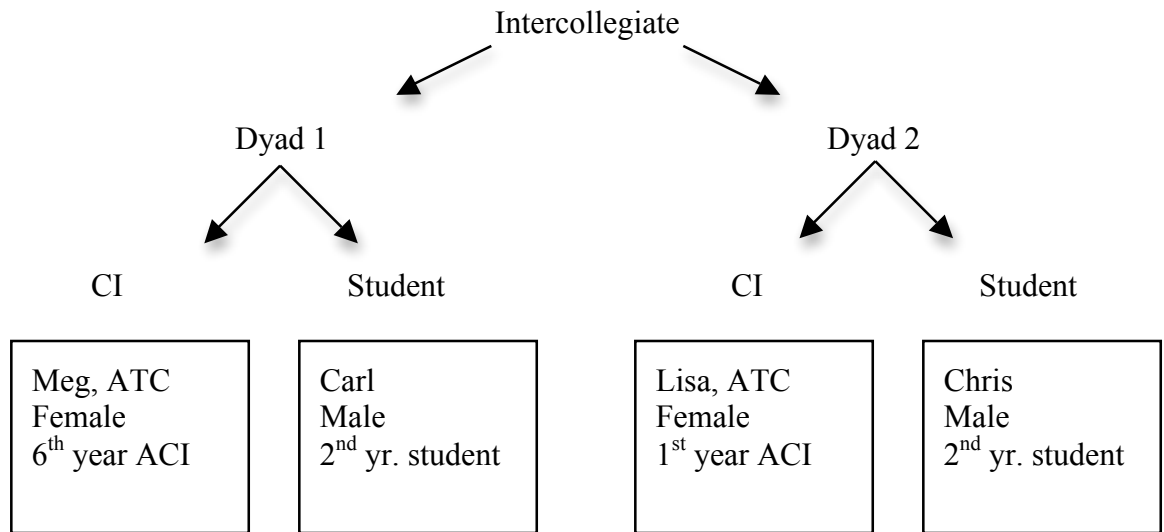 Intercollegiate
Dyad 1
Dyad 2
CI
Student
CI
Student
Meg, ATC
Female
6th year ACI
Carl
Male
2nd yr. student
Lisa, ATC
Female
1st year ACI
Chris
Male
2nd yr. student